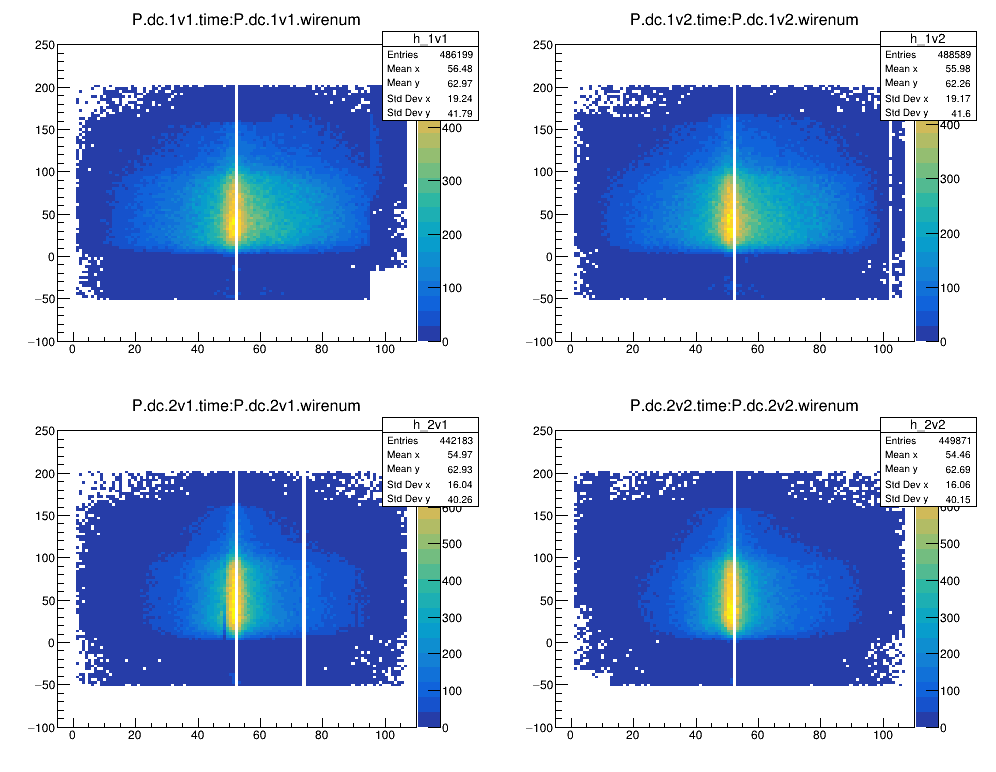 P.dc.1v1.time:P.dc.1v1.wirenum
h_1v1
Entries 486199
Mean x 56.48
Mean y 62.97
Std Dev x 19.24
Std Dev y 41.79
250
200
150
100
50
0
−50
−100
0 20 40 60 80 100
400
300
200
100
0
P.dc.1v2.time:P.dc.1v2.wirenum
h_1v2
Entries 488589
Mean x 55.98
Mean y 62.26
Std Dev x 19.17
Std Dev y 41.6
250
200
150
100
50
0
−50
−100
0 20 40 60 80 100
400
300
200
100
0
P.dc.2v1.time:P.dc.2v1.wirenum
h_2v1
Entries 442183
Mean x 54.97
Mean y 62.93
Std Dev x 16.04
Std Dev y 40.26
250
200
150
100
50
0
−50
−100
0 20 40 60 80 100
600
500
400
300
200
100
0
P.dc.2v2.time:P.dc.2v2.wirenum
h_2v2
Entries 449871
Mean x 54.46
Mean y 62.69
Std Dev x 16.06
Std Dev y 40.15
250
200
150
100
50
0
−50
−100
0 20 40 60 80 100
600
500
400
300
200
100
0